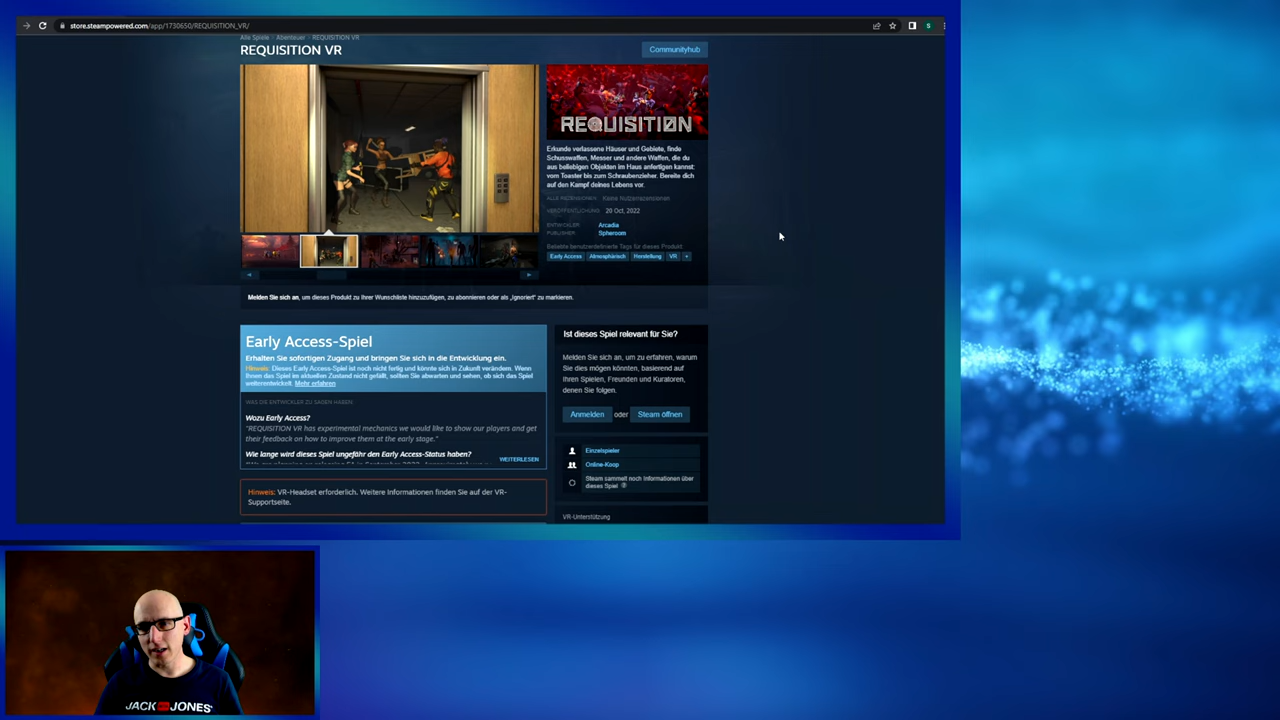 store.steampowered.com/app/1730650/REQUISITION_VR/
S
Alle Spiele > Abenteuer > REQUISITION VR
REQUISITION VR
Communityhub
REQUISITION
Erkunde verlassene Häuser und Gebiete, finde
Schusswaffen, Messer und andere Waffen, die du
aus beliebigen Objekten im Haus anfertigen kannst:
vom Toaster bis zum Schraubenzieher. Bereite dich
auf den Kampf deines Lebens vor.
ALLE REZENSIONEN: Keine Nutzerrezensionen
VERÖFFENTLICHUNG: 20 Oct, 2022
ENTWICKLER: Arcadia
PUBLISHER: Spheroom
Beliebte benutzerdefinierte Tags für dieses Produkt
Early Access Atmosphärisch Herstellung VR +
Melden Sie sich an, um dieses Produkt zu Ihrer Wunschliste hinzuzufügen, zu abonnieren oder als „Ignoriert" zu markieren.
Early Access-Spiel
Erhalten Sie sofortigen Zugang und bringen Sie sich in die Entwicklung ein.
Hinweis: Dieses Early Access-Spiel ist noch nicht fertig und könnte sich in Zukunft verändern. Wenn
Ihnen das Spiel im aktuellen Zustand nicht gefällt, sollten Sie abwarten und sehen, ob sich das Spiel
weiterentwickelt. Mehr erfahren
WAS DIE ENTWICKLER ZU SAGEN HABEN:
Wozu Early Access?
"REQUISITION VR has experimental mechanics we would like to show our players and get
their feedback on how to improve them at the early stage."
Wie lange wird dieses Spiel ungefähr den Early Access-Status haben?
WEITERLESEN
Hinweis: VR-Headset erforderlich. Weitere Informationen finden Sie auf der VR-
Supportseite.
Ist dieses Spiel relevant für Sie?
Melden Sie sich an, um zu erfahren, warum
Sie dies mögen könnten, basierend auf
Ihren Spielen, Freunden und Kuratoren,
denen Sie folgen.
Anmelden oder Steam öffnen
Einzelspieler
Online-Koop
Steam sammelt noch Informationen über
dieses Spiel
VR-Unterstützung
JACK & JONES